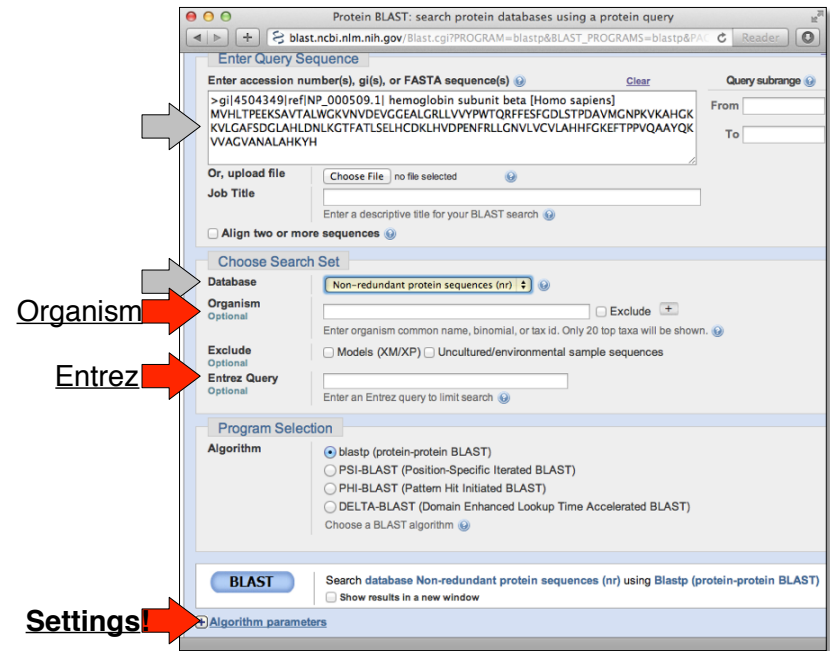 Protein BLAST: search protein databases using a protein query
blast.ncbi.nlm.nih.gov/Blast.cgi?PROGRAM=blastp&BLAST_PROGRAMS=blastp&PAG
Reader
Enter Query Sequence
Enter accession number(s), gi(s), or FASTA sequence(s)
Clear
Query subrange
>gi|4504349|ref|NP_000509.1| hemoglobin subunit beta [Homo sapiens]
MVHLTPEEKSAVTALWGKVNVDEVGGEALGRLLVVYPWTQRFFESFGDLSTPDAVMGNPKVKAHGK
KVLGAFSDGLAHLDNLKGTFATLSELHCDKLHVDPENFRLLGNVLVCVLAHHFGKEFTPPVQAAYQK
VVAGVANALAHKYH
From
To
Or, upload file
Choose File no file selected
Job Title
Enter a descriptive title for your BLAST search
Align two or more sequences
Choose Search Set
Database
Non-redundant protein sequences (nr)
Organism
Organism
Optional
Exclude +
Enter organism common name, binomial, or tax id. Only 20 top taxa will be shown.
Exclude
Optional
Models (XM/XP) Uncultured/environmental sample sequences
Entrez
Entrez Query
Optional
Enter an Entrez query to limit search
Program Selection
Algorithm
blastp (protein-protein BLAST)
PSI-BLAST (Position-Specific Iterated BLAST)
PHI-BLAST (Pattern Hit Initiated BLAST)
DELTA-BLAST (Domain Enhanced Lookup Time Accelerated BLAST)
Choose a BLAST algorithm
BLAST
Search database Non-redundant protein sequences (nr) using Blastp (protein-protein BLAST)
Show results in a new window
Settings!
Algorithm parameters